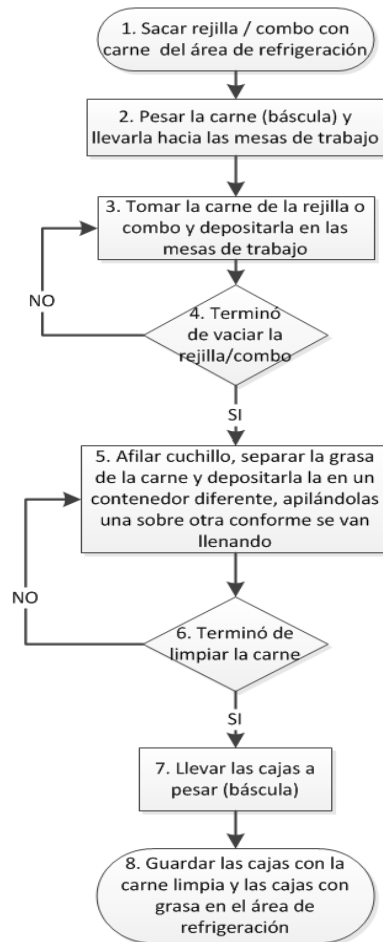 1. Sacar rejilla / combo con
carne del área de refrigeración
2. Pesar la carne (báscula) y
llevarla hacia las mesas de trabajo
3. Tomar la carne de la rejilla o
combo y depositarla en las
mesas de trabajo
NO
4. Terminó
de vaciar la
rejilla/combo
SI
5. Afilar cuchillo, separar la grasa
de la carne y depositarla la en un
contenedor diferente, apilándolas
una sobre otra conforme se van
llenando
NO
6. Terminó de
limpiar la carne
SI
7. Llevar las cajas a
pesar (báscula)
8. Guardar las cajas con la
carne limpia y las cajas con
grasa en el área de
refrigeración